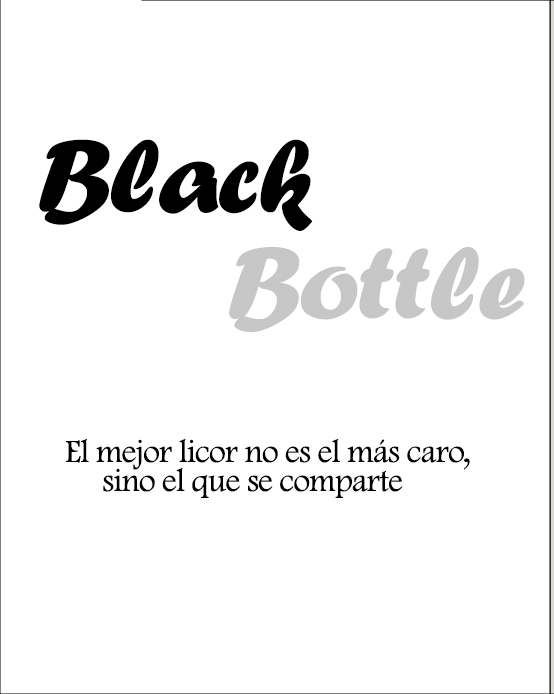 Black
Bottle
El mejor licor no es el más caro,
sino el que se comparte